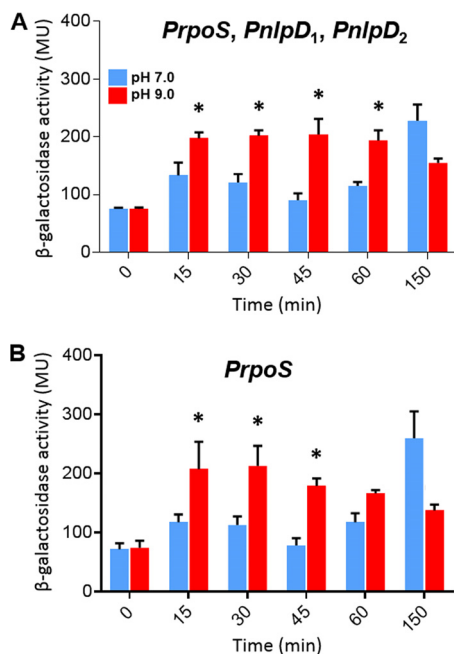 A
PrpoS, PnlpD₁, PnlpD₂
β-galactosidase activity (MU)
400
300
200
100
0
pH 7.0
pH 9.0
* * * *
0 15 30 45 60 150
Time (min)
B
PrpoS
β-galactosidase activity (MU)
400
300
200
100
0
* * *
0 15 30 45 60 150
Time (min)